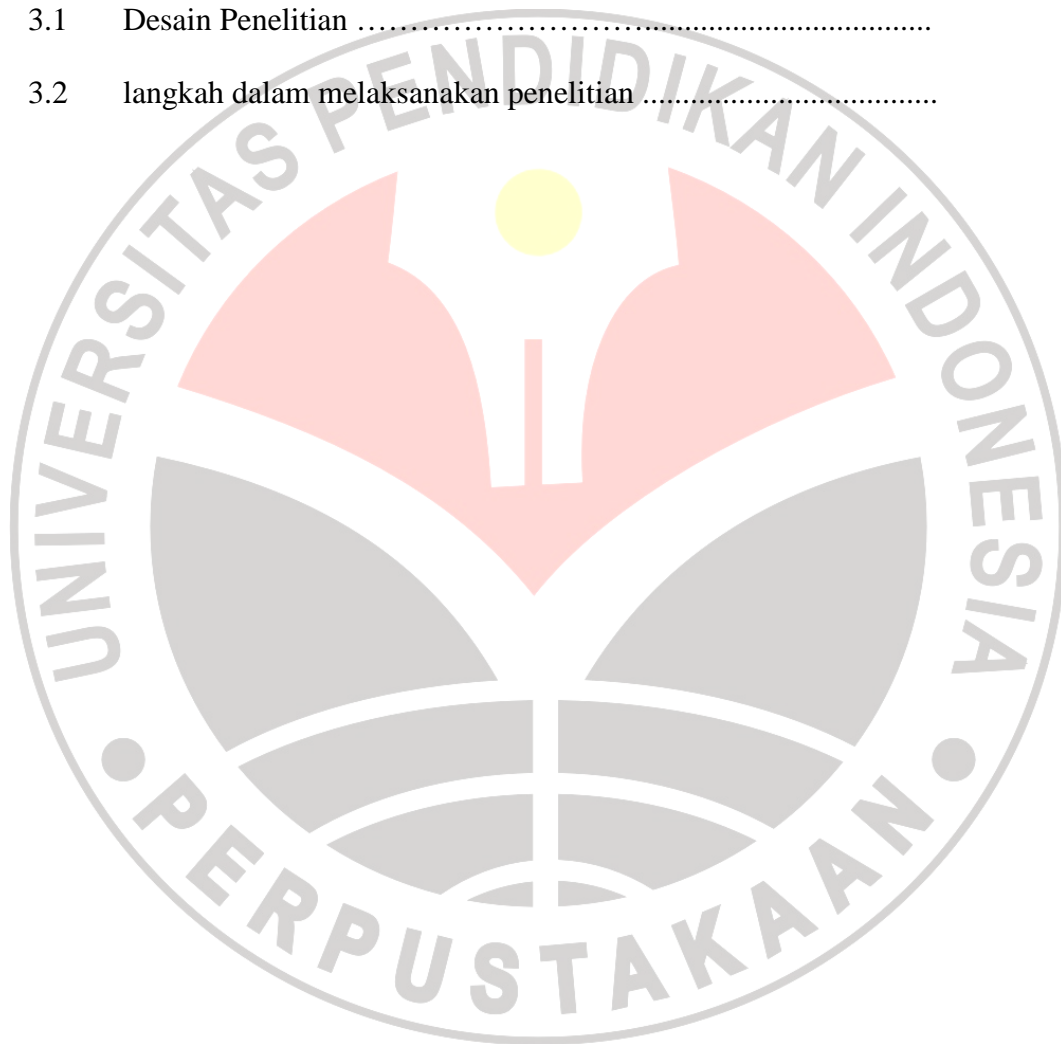 3.1 Desain Penelitian ………………………...................................
3.2 langkah dalam melaksanakan penelitian .....................................
UNIVERSITAS PENDIDIKAN INDONESIA
PERPUSTAKAAN